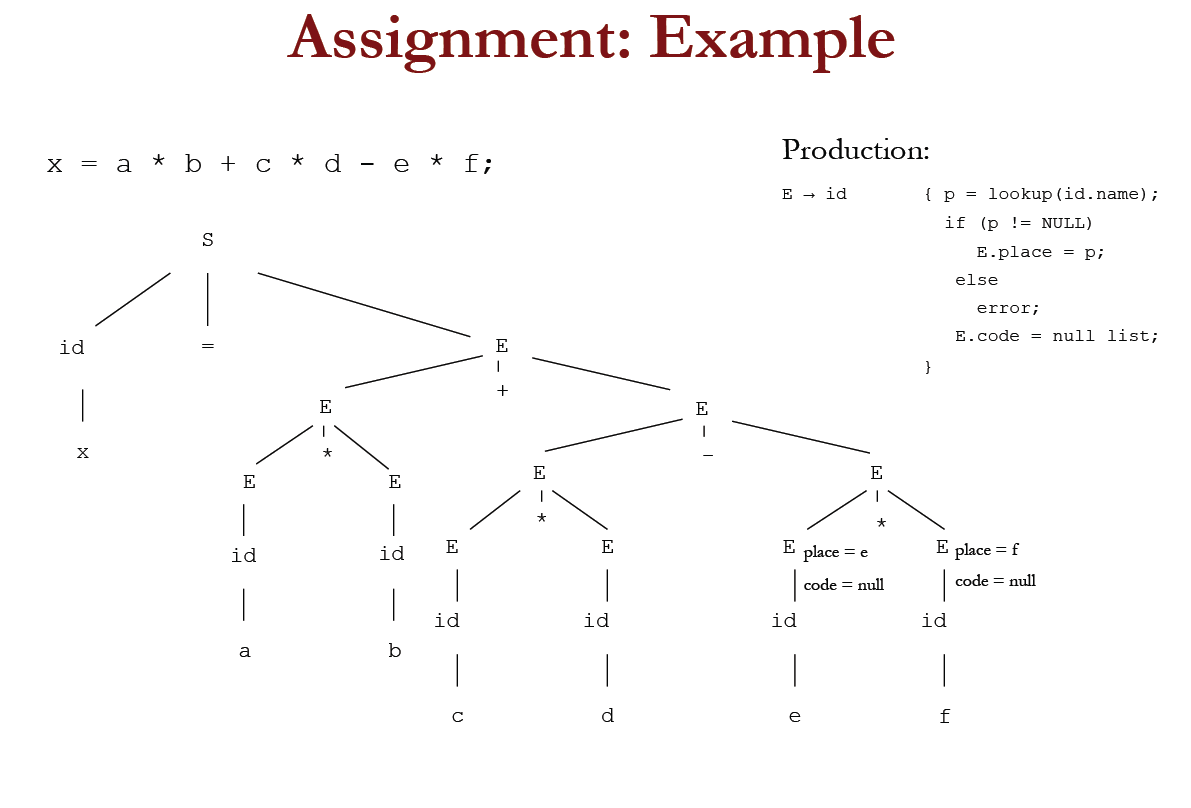 Assignment: Example
x = a * b + c * d - e * f;
Production:
E → id { p = lookup(id.name);
if (p != NULL)
E.place = p;
else
error;
E.code = null list;
}
S
id = E
+
x
E E
* -
E E
E E
* *
id id
E E
E place = e
code = null
E place = f
code = null
id id id id
a b
c d e f